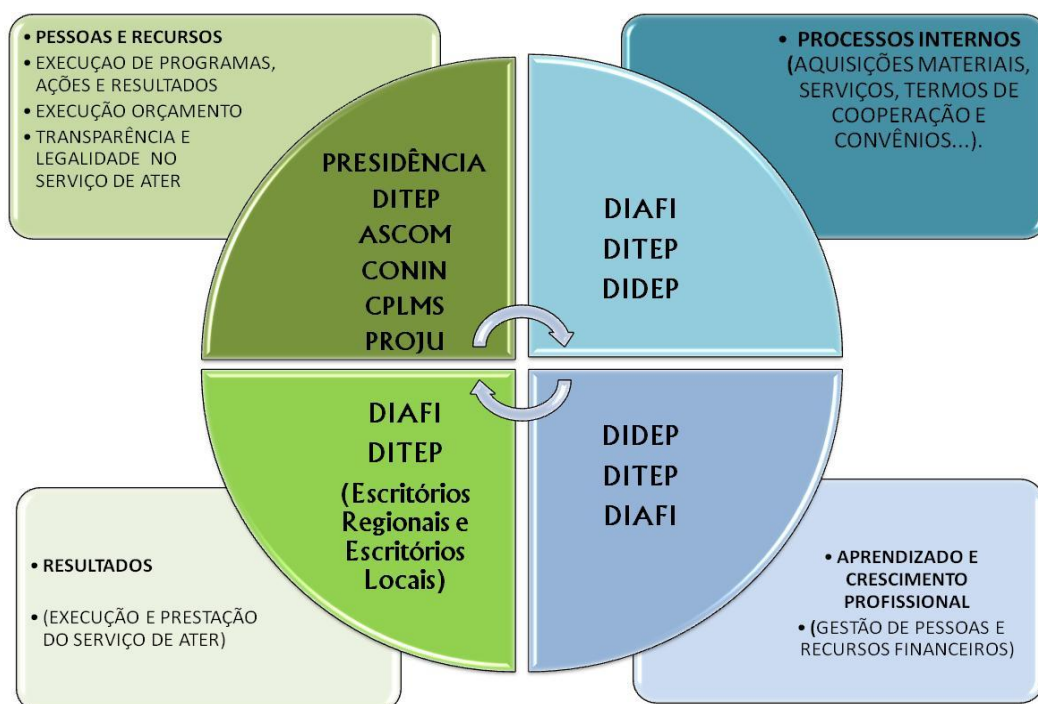 • PESSOAS E RECURSOS
• EXECUÇAO DE PROGRAMAS,
AÇÕES E RESULTADOS
• EXECUÇÃO ORÇAMENTO
• TRANSPARÊNCIA E
LEGALIDADE NO
SERVIÇO DE ATER
• PROCESSOS INTERNOS
(AQUISIÇÕES MATERIAIS,
SERVIÇOS, TERMOS DE
COOPERAÇÃO E
CONVÊNIOS...).
PRESIDÊNCIA
DITEP
ASCOM
CONIN
CPLMS
PROJU
DIAFI
DITEP
DIDEP
DIAFI
DITEP
(Escritórios
Regionais e
Escritórios
Locais)
DIDEP
DITEP
DIAFI
• RESULTADOS
• (EXECUÇÃO E PRESTAÇÃO
DO SERVIÇO DE ATER)
• APRENDIZADO E
CRESCIMENTO
PROFISSIONAL
• (GESTÃO DE PESSOAS E
RECURSOS FINANCEIROS)